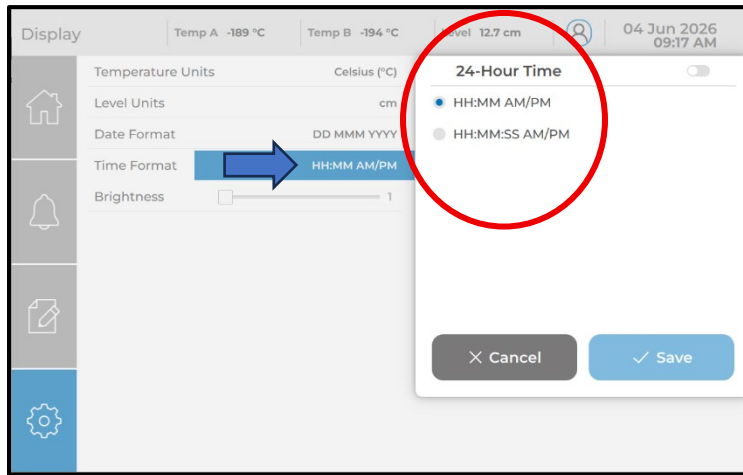 Display
Temp A -189 °C
Temp B -194 °C
Level 12.7 cm
04 Jun 2026
09:17 AM
Temperature Units Celsius (°C)
Level Units cm
Date Format DD MMM YYYY
Time Format HH:MM AM/PM
Brightness 1
24-Hour Time
HH:MM AM/PM
HH:MM:SS AM/PM
Cancel
Save